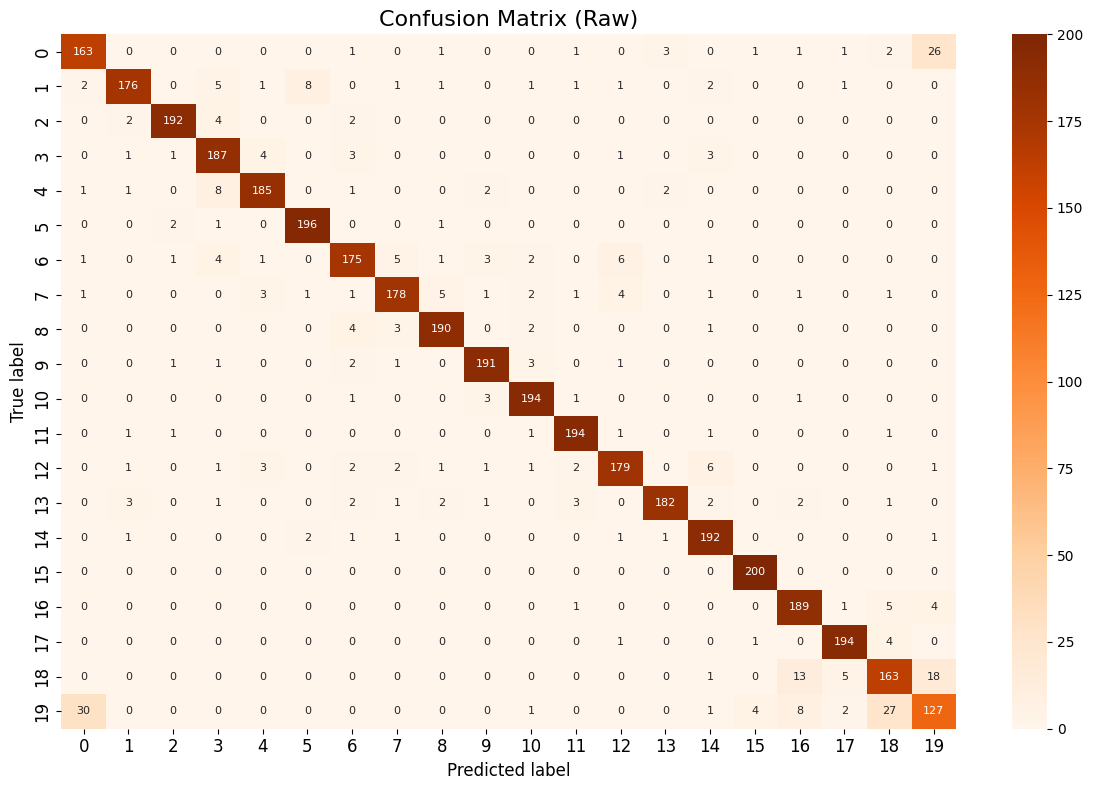 Confusion Matrix (Raw)
0 163 0 0 0 0 0 1 0 1 0 0 1 0 3 0 1 1 1 2 26
1 2 176 0 5 1 8 0 1 1 0 1 1 1 0 2 0 0 1 0 0
2 0 2 192 4 0 0 2 0 0 0 0 0 0 0 0 0 0 0 0 0
3 0 1 1 187 4 0 3 0 0 0 0 0 1 0 3 0 0 0 0 0
4 1 1 0 8 185 0 1 0 0 2 0 0 0 2 0 0 0 0 0 0
5 0 0 2 1 0 196 0 0 1 0 0 0 0 0 0 0 0 0 0 0
6 1 0 1 4 1 0 175 5 1 3 2 0 6 0 1 0 0 0 0 0
7 1 0 0 0 3 1 1 178 5 1 2 1 4 0 1 0 1 0 1 0
8 0 0 0 0 0 0 4 3 190 0 2 0 0 0 1 0 0 0 0 0
9 0 0 1 1 0 0 2 1 0 191 3 0 1 0 0 0 0 0 0 0
10 0 0 0 0 0 0 1 0 0 3 194 1 0 0 0 0 1 0 0 0
11 0 1 1 0 0 0 0 0 0 0 1 194 1 0 1 0 0 0 1 0
12 0 1 0 1 3 0 2 2 1 1 1 2 179 0 6 0 0 0 0 1
13 0 3 0 1 0 0 2 1 2 1 0 3 0 182 2 0 2 0 1 0
14 0 1 0 0 0 2 1 1 0 0 0 0 1 1 192 0 0 0 0 1
15 0 0 0 0 0 0 0 0 0 0 0 0 0 0 0 200 0 0 0 0
16 0 0 0 0 0 0 0 0 0 0 0 1 0 0 0 0 189 1 5 4
17 0 0 0 0 0 0 0 0 0 0 0 0 1 0 0 1 0 194 4 0
18 0 0 0 0 0 0 0 0 0 0 0 0 0 0 1 0 13 5 163 18
19 30 0 0 0 0 0 0 0 0 0 1 0 0 0 1 4 8 2 27 127
0 1 2 3 4 5 6 7 8 9 10 11 12 13 14 15 16 17 18 19
Predicted label
True label
200
175
150
125
100
75
50
25
0